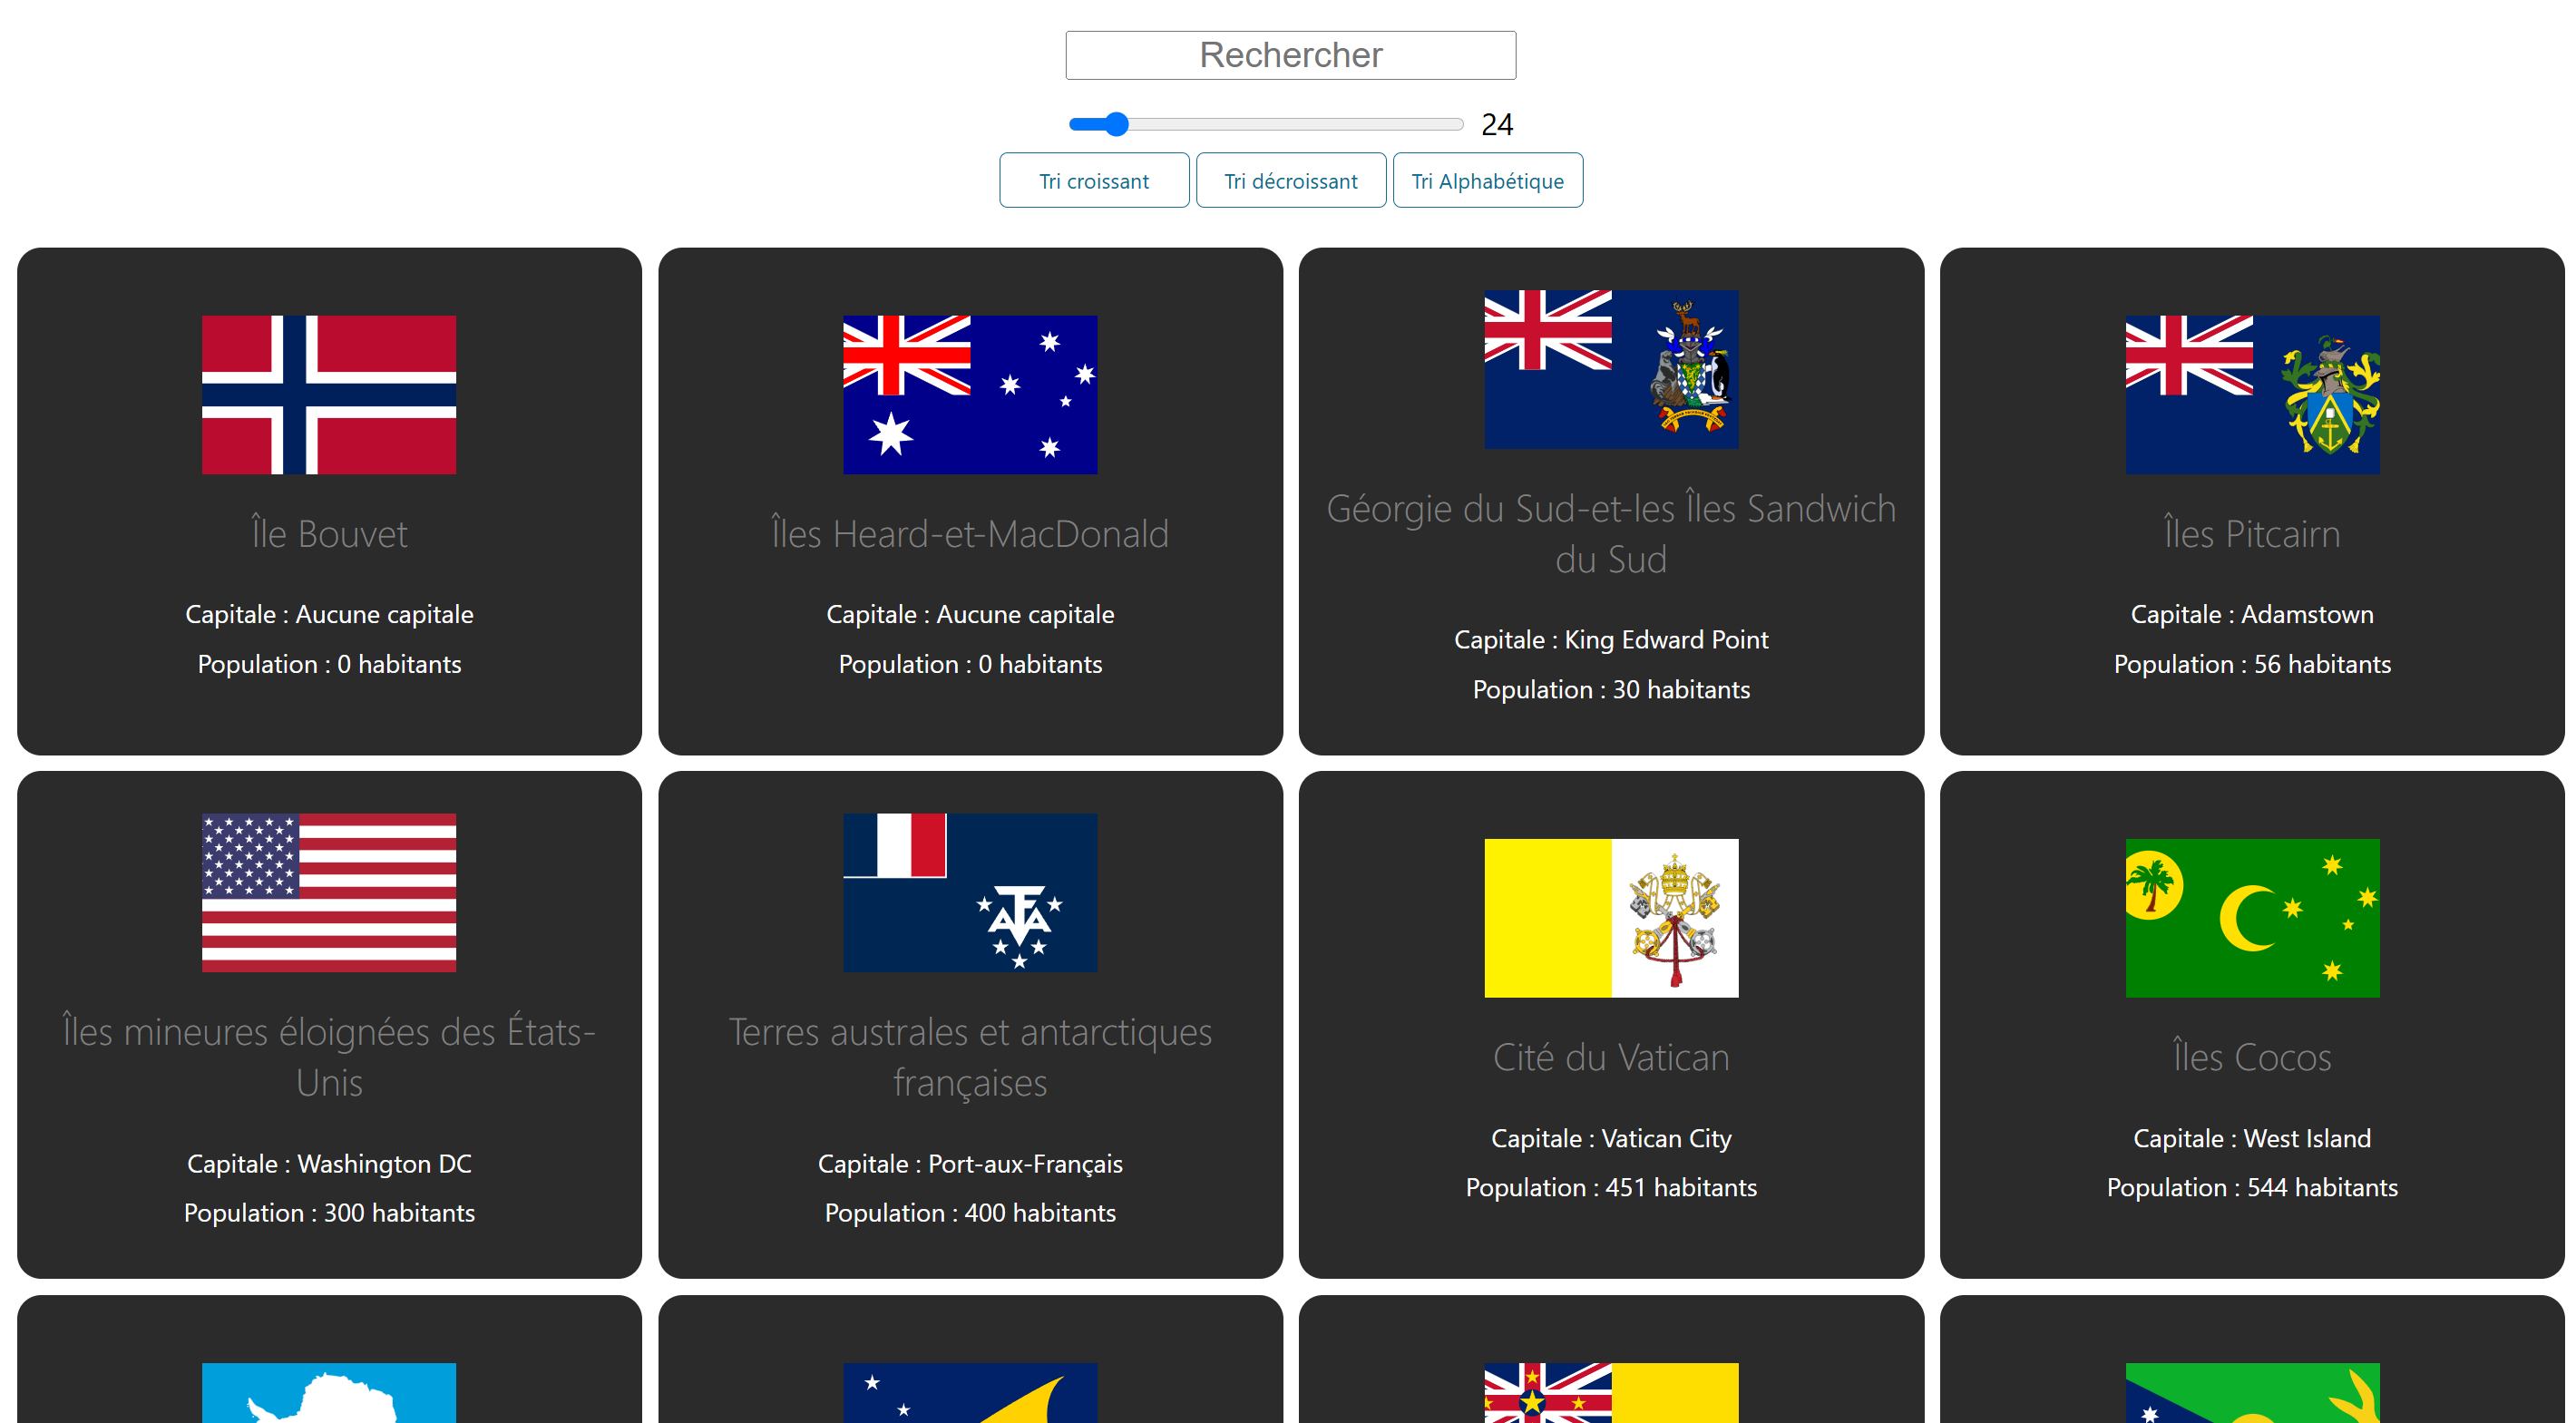 Rechercher
24
Tri croissant
Tri décroissant
Tri Alphabétique
Île Bouvet
Capitale : Aucune capitale
Population : 0 habitants
Îles Heard-et-MacDonald
Capitale : Aucune capitale
Population : 0 habitants
Géorgie du Sud-et-les Îles Sandwich
du Sud
Capitale : King Edward Point
Population : 30 habitants
Îles Pitcairn
Capitale : Adamstown
Population : 56 habitants
Îles mineures éloignées des États-
Unis
Capitale : Washington DC
Population : 300 habitants
Terres australes et antarctiques
françaises
Capitale : Port-aux-Français
Population : 400 habitants
Cité du Vatican
Capitale : Vatican City
Population : 451 habitants
Îles Cocos
Capitale : West Island
Population : 544 habitants